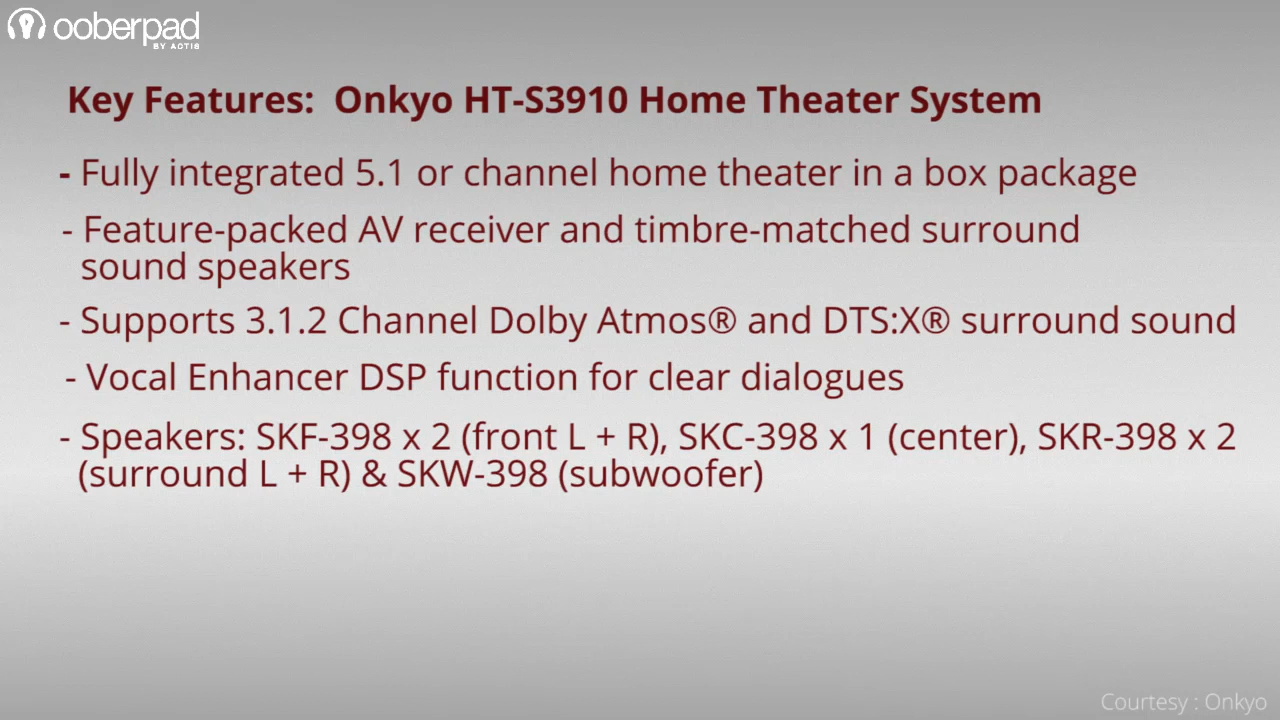 ooberpad
BY ACTIS
Key Features: Onkyo HT-S3910 Home Theater System
- Fully integrated 5.1 or channel home theater in a box package
- Feature-packed AV receiver and timbre-matched surround
sound speakers
- Supports 3.1.2 Channel Dolby Atmos® and DTS:X® surround sound
- Vocal Enhancer DSP function for clear dialogues
- Speakers: SKF-398 x 2 (front L + R), SKC-398 x 1 (center), SKR-398 x 2
(surround L + R) & SKW-398 (subwoofer)
Courtesy : Onkyo